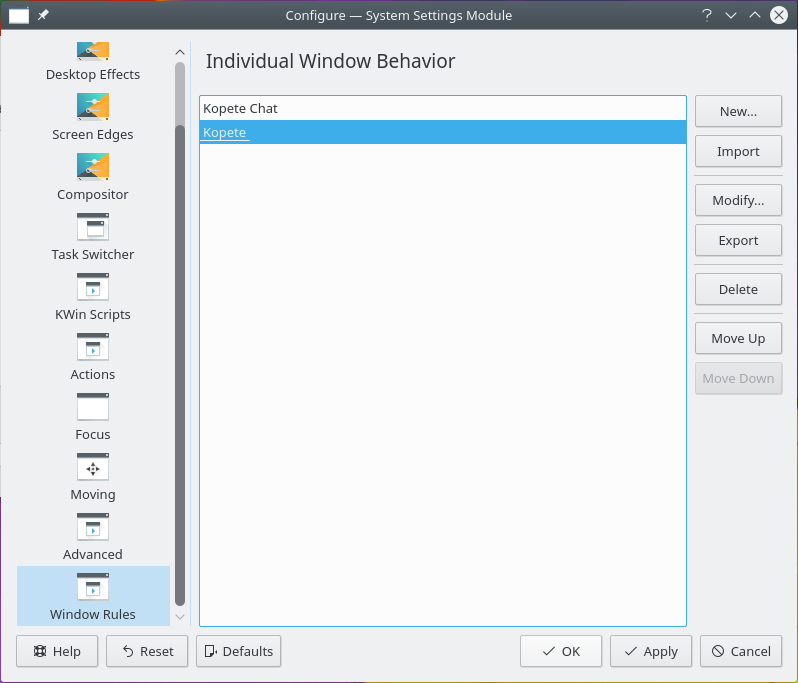 Configure — System Settings Module
Desktop Effects
Screen Edges
Compositor
Task Switcher
KWin Scripts
Actions
Focus
Moving
Advanced
Window Rules
Individual Window Behavior
Kopete Chat
Kopete
New...
Import
Modify...
Export
Delete
Move Up
Move Down
Help
Reset
Defaults
OK
Apply
Cancel